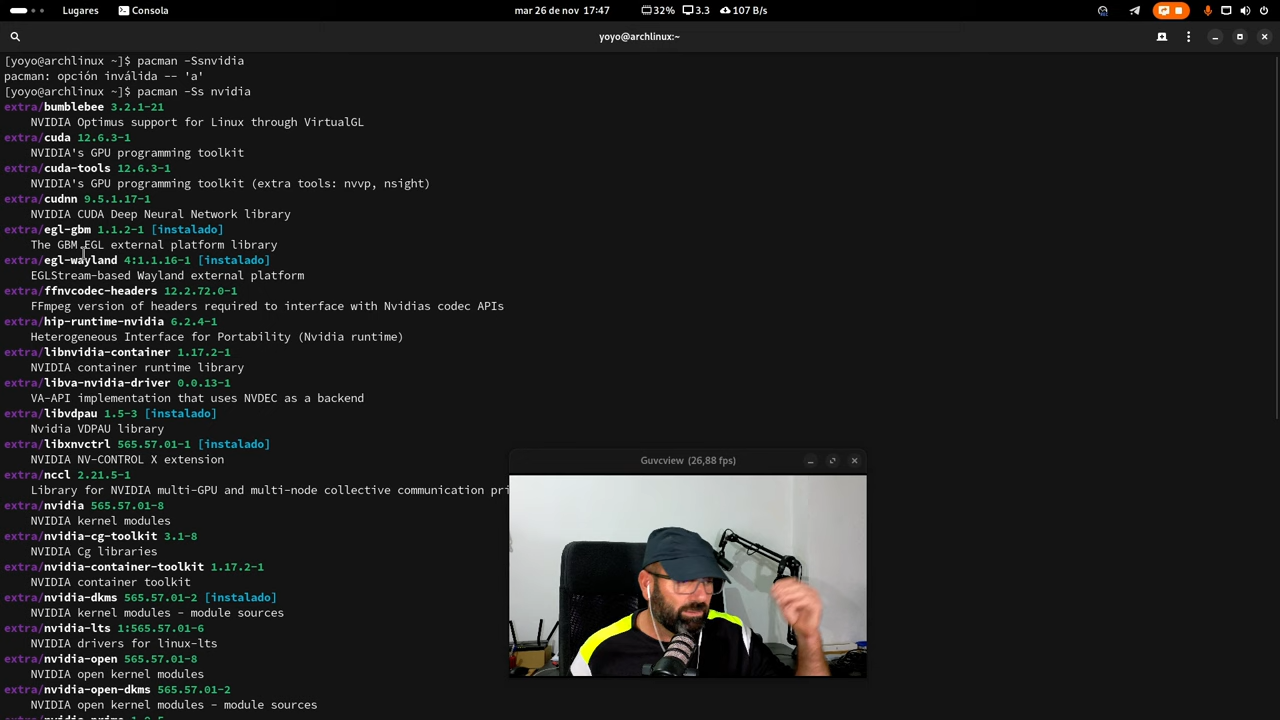 Lugares Consola mar 26 de nov 17:47 32% 3.3 107 B/s
yoyo@archlinux:~
[yoyo@archlinux ~]$ pacman -Ssnvidia
pacman: opción inválida -- 'a'
[yoyo@archlinux ~]$ pacman -Ss nvidia
extra/bumblebee 3.2.1-21
NVIDIA Optimus support for Linux through VirtualGL
extra/cuda 12.6.3-1
NVIDIA's GPU programming toolkit
extra/cuda-tools 12.6.3-1
NVIDIA's GPU programming toolkit (extra tools: nvvp, nsight)
extra/cudnn 9.5.1.17-1
NVIDIA CUDA Deep Neural Network library
extra/egl-gbm 1.1.2-1 [instalado]
The GBM EGL external platform library
extra/egl-wayland 4:1.1.16-1 [instalado]
EGLStream-based Wayland external platform
extra/ffnvcodec-headers 12.2.72.0-1
FFmpeg version of headers required to interface with Nvidias codec APIs
extra/hip-runtime-nvidia 6.2.4-1
Heterogeneous Interface for Portability (Nvidia runtime)
extra/libnvidia-container 1.17.2-1
NVIDIA container runtime library
extra/libva-nvidia-driver 0.0.13-1
VA-API implementation that uses NVDEC as a backend
extra/libvdpau 1.5-3 [instalado]
Nvidia VDPAU library
extra/libxnvctrl 565.57.01-1 [instalado]
NVIDIA NV-CONTROL X extension
Guvcview (26,88 fps)
extra/nccl 2.21.5-1
Library for NVIDIA multi-GPU and multi-node collective communication pri
extra/nvidia 565.57.01-8
NVIDIA kernel modules
extra/nvidia-cg-toolkit 3.1-8
NVIDIA Cg libraries
extra/nvidia-container-toolkit 1.17.2-1
NVIDIA container toolkit
extra/nvidia-dkms 565.57.01-2 [instalado]
NVIDIA kernel modules - module sources
extra/nvidia-lts 1:565.57.01-6
NVIDIA drivers for linux-lts
extra/nvidia-open 565.57.01-8
NVIDIA open kernel modules
extra/nvidia-open-dkms 565.57.01-2
NVIDIA open kernel modules - module sources